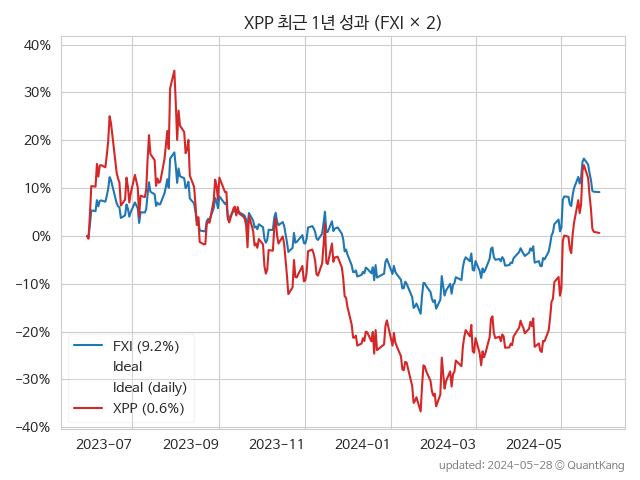 XPP 최근 1년 성과 (FXI × 2)
40%
30%
20%
10%
0%
−10%
−20%
−30%
−40%
FXI (9.2%)
Ideal
Ideal (daily)
XPP (0.6%)
2023-07 2023-09 2023-11 2024-01 2024-03 2024-05
updated: 2024-05-28 © QuantKang